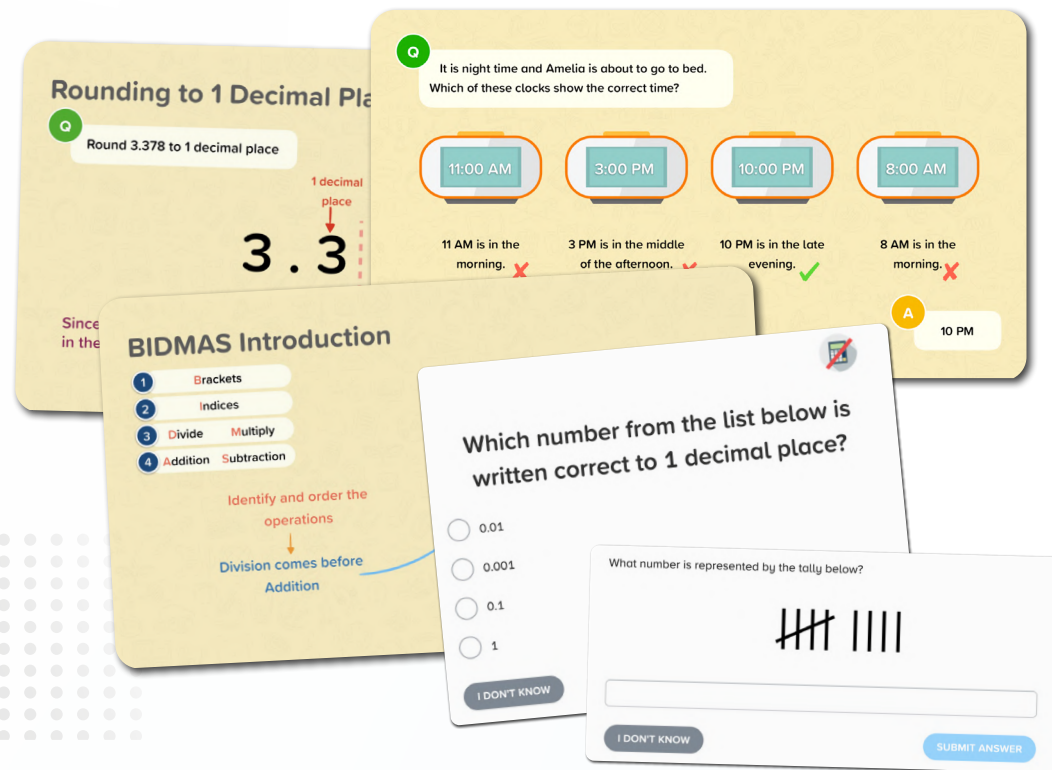 Rounding to 1 Decimal
Q
Round 3.378 to 1 decimal place
1 decimal
place
3.3
Since
in the
Q
It is night time and Amelia is about to go to bed.
Which of these clocks show the correct time?
11:00 AM
3:00 PM
10:00 PM
8:00 AM
11 AM is in the
morning.
3 PM is in the middle
of the afternoon.
10 PM is in the late
evening.
8 AM is in the
morning.
A
10 PM
BIDMAS Introduction
1 Brackets
2 Indices
3 Divide Multiply
4 Addition Subtraction
Identify and order the
operations
Division comes before
Addition
Which number from the list below is
written correct to 1 decimal place?
0.01
0.001
0.1
1
I DON'T KNOW
What number is represented by the tally below?
I DON'T KNOW
SUBMIT ANSWER